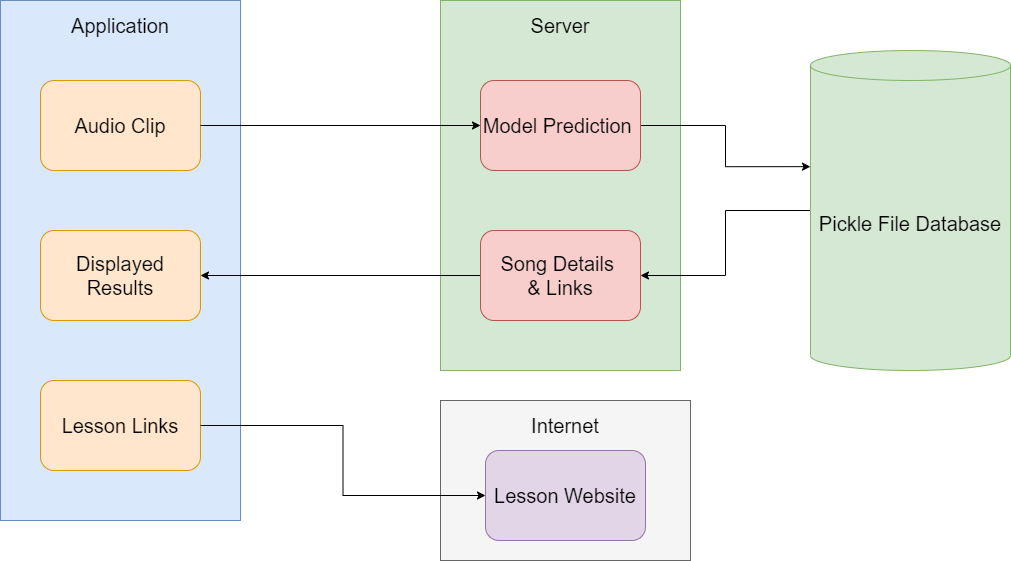 Application
Server
Audio Clip
Model Prediction
Pickle File Database
Displayed
Results
Song Details
& Links
Lesson Links
Internet
Lesson Website